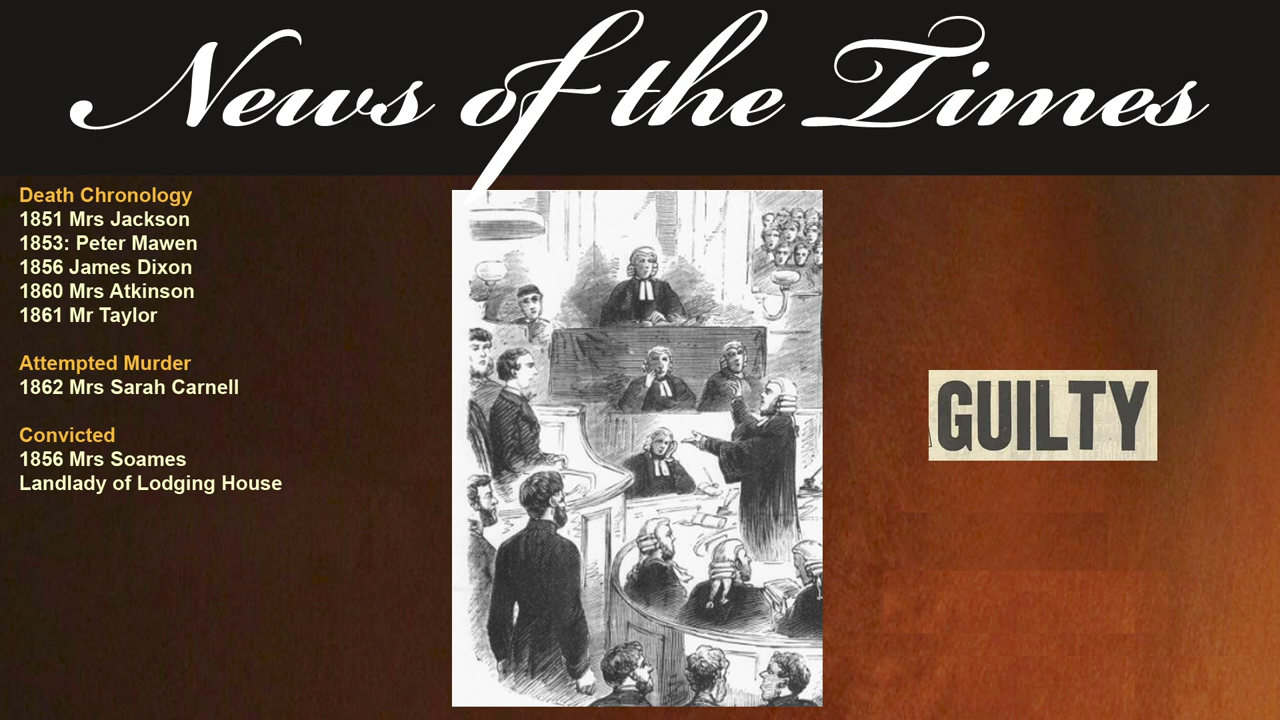 News of the Times
Death Chronology
1851 Mrs Jackson
1853: Peter Mawen
1856 James Dixon
1860 Mrs Atkinson
1861 Mr Taylor
Attempted Murder
1862 Mrs Sarah Carnell
Convicted
1856 Mrs Soames
Landlady of Lodging House
GUILTY